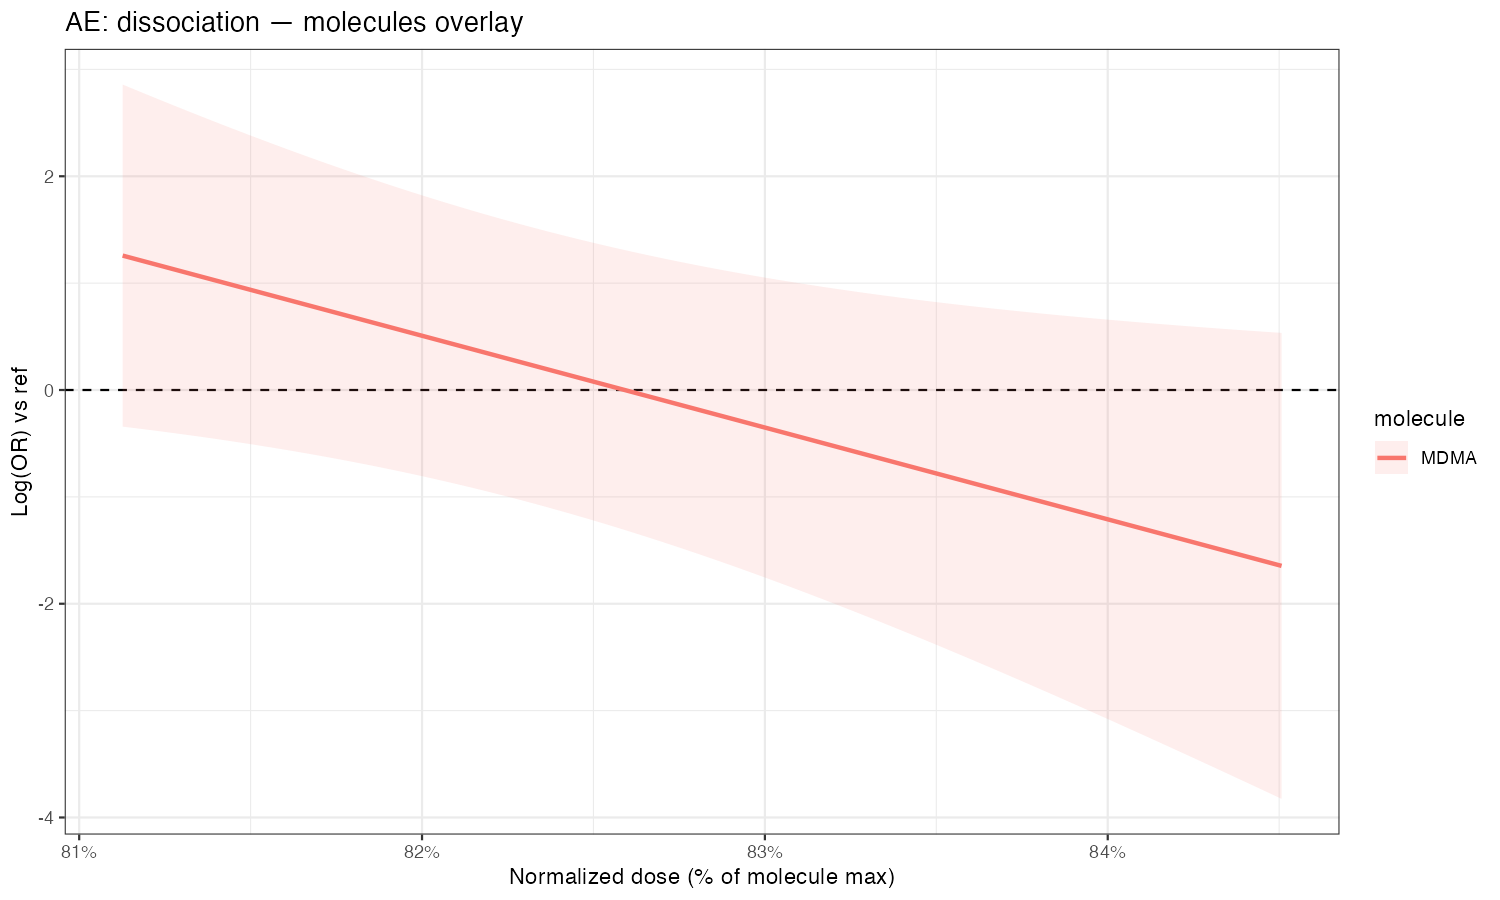 AE: dissociation — molecules overlay
Log(OR) vs ref
2
0
-2
-4
81%
82%
83%
84%
Normalized dose (% of molecule max)
molecule
MDMA